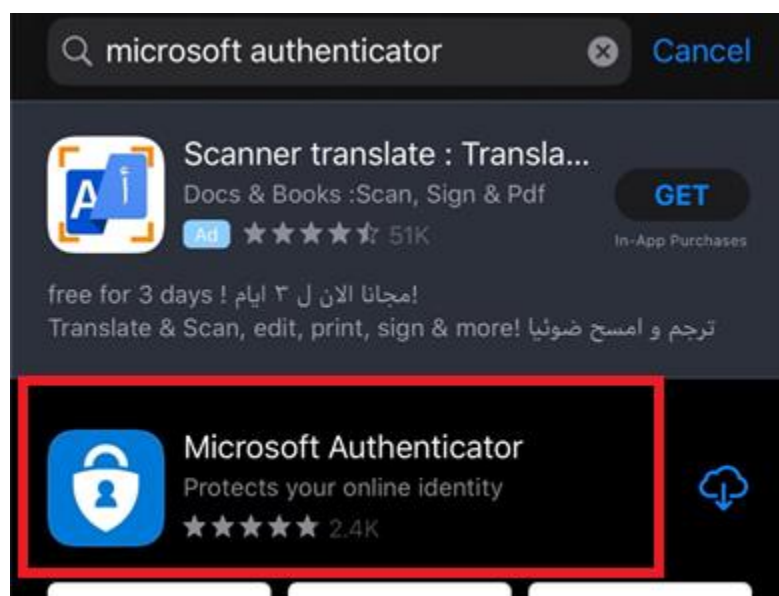 microsoft authenticator
Cancel
Scanner translate : Transla...
Docs & Books :Scan, Sign & Pdf
GET
Ad 51K
In-App Purchases
free for 3 days ! مجانا الان ل ٣ ايام!
Translate & Scan, edit, print, sign & more! ترجم و امسح ضوئيا
Microsoft Authenticator
Protects your online identity
2.4K